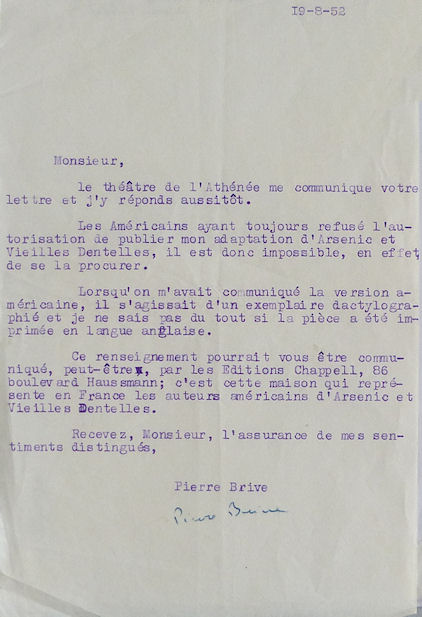 I9-8-52
Monsieur,
le théâtre de l'Athénée me communique votre
lettre et j'y réponds aussitôt.
Les Américains ayant toujours refusé l'au-
torisation de publier mon adaptation d'Arsenic et
Vieilles Dentelles, il est donc impossible, en effet,
de se la procurer.
Lorsqu'on m'avait communiqué la version a-
méricaine, il s'agissait d'un exemplaire dactylogra-
phié et je ne sais pas du tout si la pièce a été im-
primée en langue anglaise.
Ce renseignement pourrait vous être commu-
niqué, peut-être, par les Editions Chappell, 86
boulevard Haussmann; c'est cette maison qui repré-
sente en France les auteurs américains d'Arsenic et
Vieilles Dentelles.
Recevez, Monsieur, l'assurance de mes sen-
timents distingués,
Pierre Brive
Pierre Brive